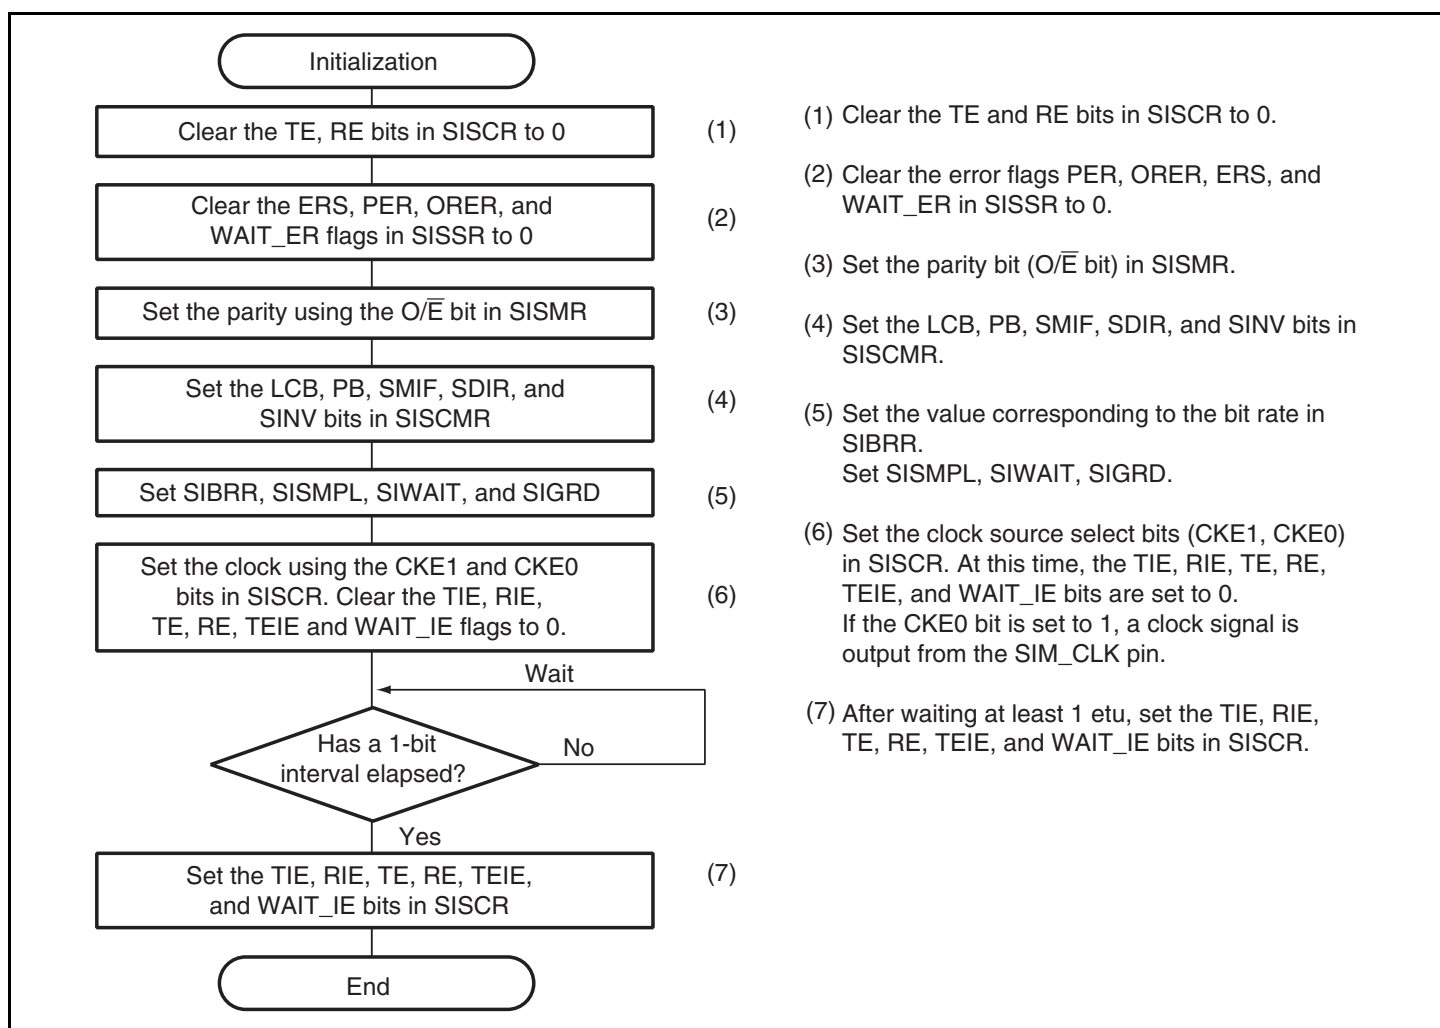 Initialization
Clear the TE, RE bits in SISCR to 0
(1)
Clear the ERS, PER, ORER, and
WAIT_ER flags in SISSR to 0
(2)
Set the parity using the O/E̅ bit in SISMR
(3)
Set the LCB, PB, SMIF, SDIR, and
SINV bits in SISCMR
(4)
Set SIBRR, SISMPL, SIWAIT, and SIGRD
(5)
Set the clock using the CKE1 and CKE0
bits in SISCR. Clear the TIE, RIE,
TE, RE, TEIE and WAIT_IE flags to 0.
(6)
Wait
Has a 1-bit
interval elapsed?
No
Yes
Set the TIE, RIE, TE, RE, TEIE,
and WAIT_IE bits in SISCR
(7)
End
(1) Clear the TE and RE bits in SISCR to 0.
(2) Clear the error flags PER, ORER, ERS, and
WAIT_ER in SISSR to 0.
(3) Set the parity bit (O/E̅ bit) in SISMR.
(4) Set the LCB, PB, SMIF, SDIR, and SINV bits in
SISCMR.
(5) Set the value corresponding to the bit rate in
SIBRR.
Set SISMPL, SIWAIT, SIGRD.
(6) Set the clock source select bits (CKE1, CKE0)
in SISCR. At this time, the TIE, RIE, TE, RE,
TEIE, and WAIT_IE bits are set to 0.
If the CKE0 bit is set to 1, a clock signal is
output from the SIM_CLK pin.
(7) After waiting at least 1 etu, set the TIE, RIE,
TE, RE, TEIE, and WAIT_IE bits in SISCR.